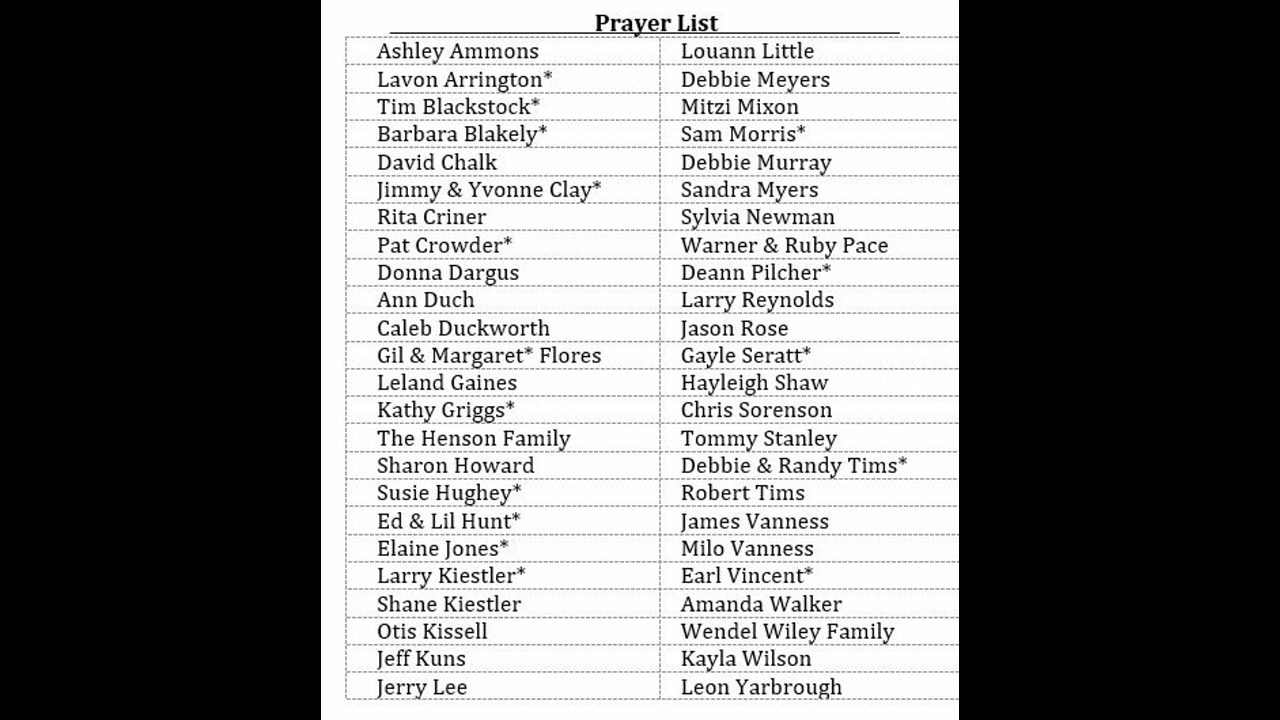 Prayer List
Ashley Ammons Louann Little
Lavon Arrington* Debbie Meyers
Tim Blackstock* Mitzi Mixon
Barbara Blakely* Sam Morris*
David Chalk Debbie Murray
Jimmy & Yvonne Clay* Sandra Myers
Rita Criner Sylvia Newman
Pat Crowder* Warner & Ruby Pace
Donna Dargus Deann Pilcher*
Ann Duch Larry Reynolds
Caleb Duckworth Jason Rose
Gil & Margaret* Flores Gayle Seratt*
Leland Gaines Hayleigh Shaw
Kathy Griggs* Chris Sorenson
The Henson Family Tommy Stanley
Sharon Howard Debbie & Randy Tims*
Susie Hughey* Robert Tims
Ed & Lil Hunt* James Vanness
Elaine Jones* Milo Vanness
Larry Kiestler* Earl Vincent*
Shane Kiestler Amanda Walker
Otis Kissell Wendel Wiley Family
Jeff Kuns Kayla Wilson
Jerry Lee Leon Yarbrough